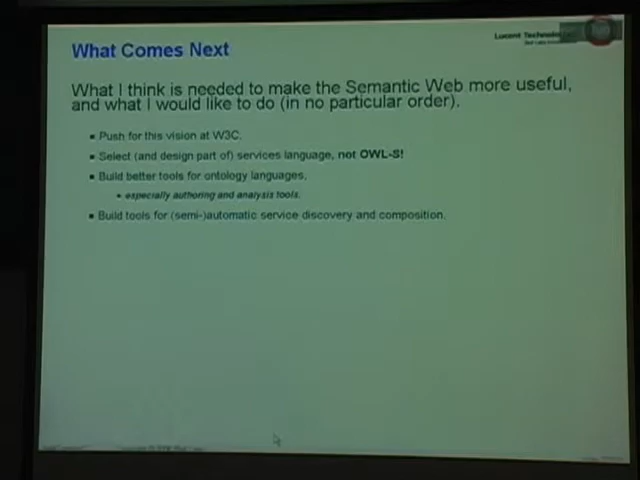 What Comes Next
Lucent Technologies
What I think is needed to make the Semantic Web more useful,
and what I would like to do (in no particular order).
Push for this vision at W3C.
Select (and design part of) services language, not OWL-S!
Build better tools for ontology languages,
especially authoring and analysis tools.
Build tools for (semi-)automatic service discovery and composition.